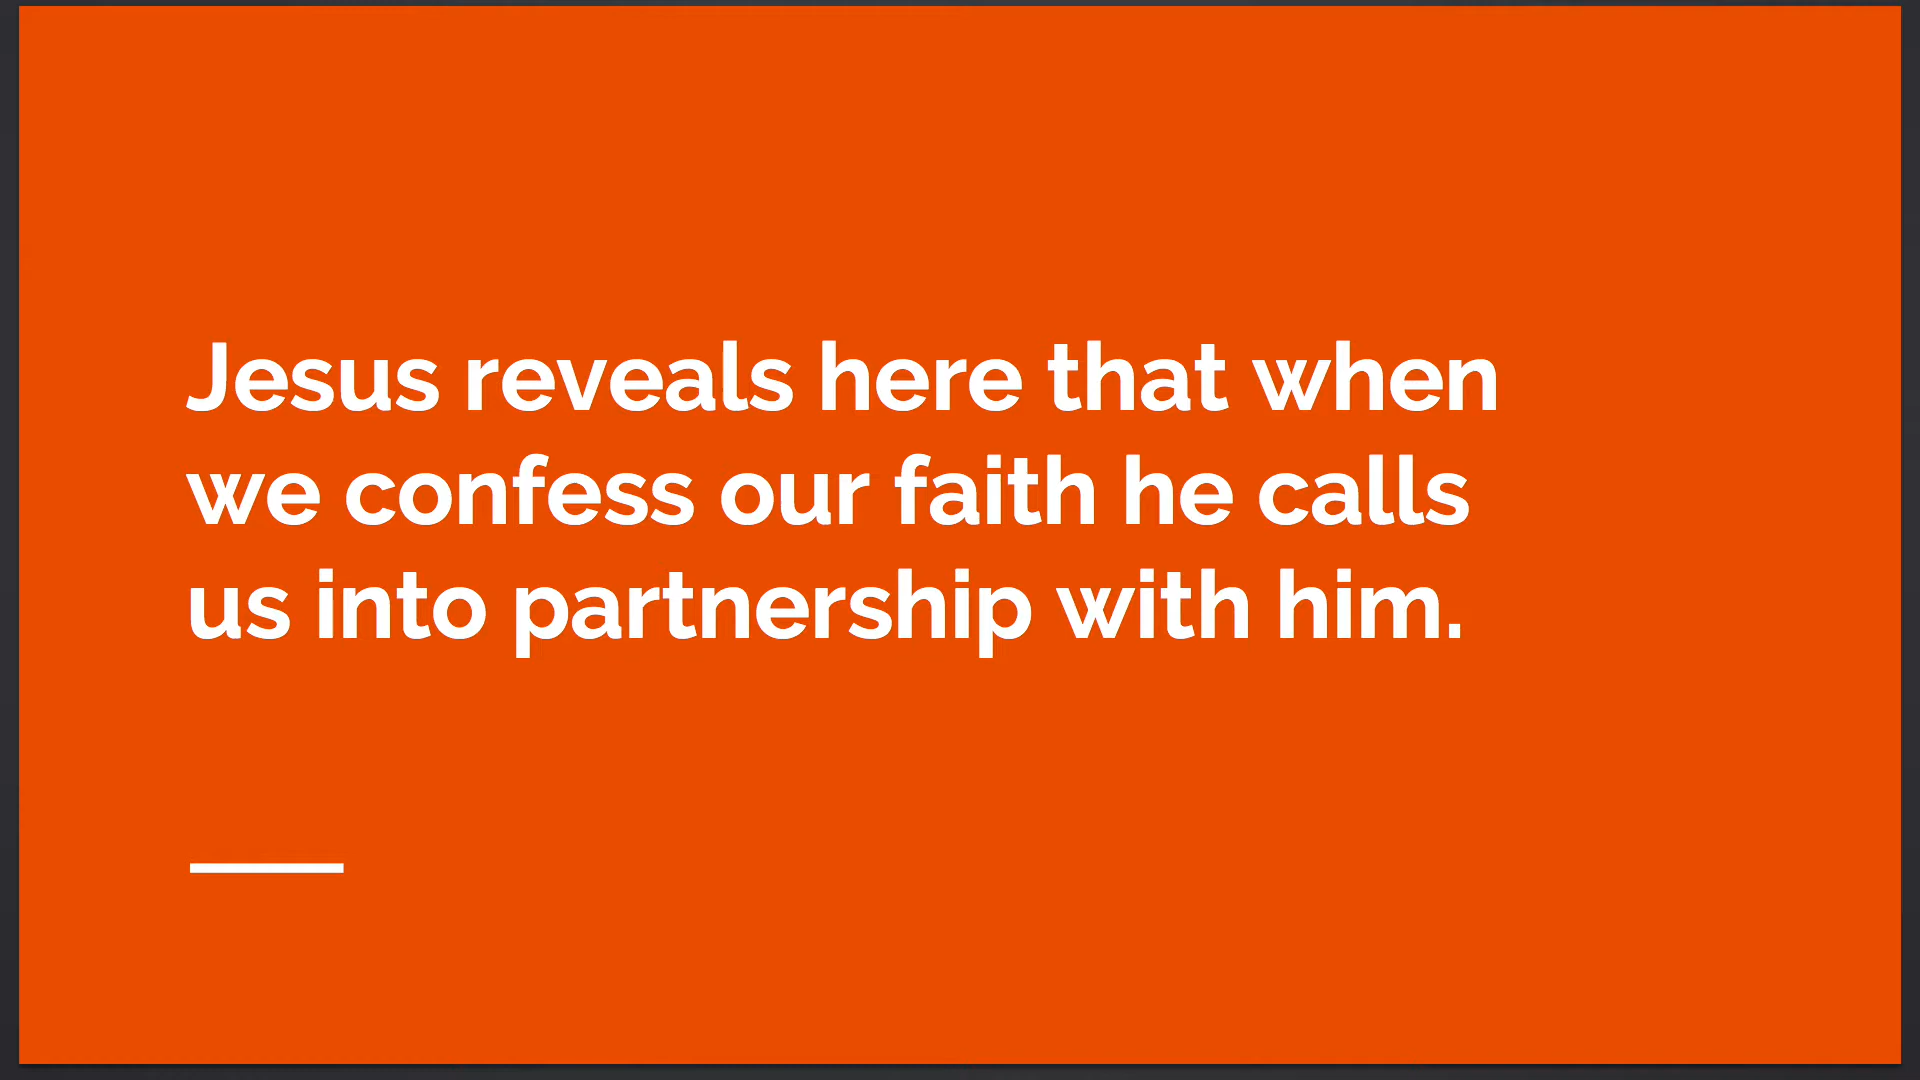 Jesus reveals here that when
we confess our faith he calls
us into partnership with him.